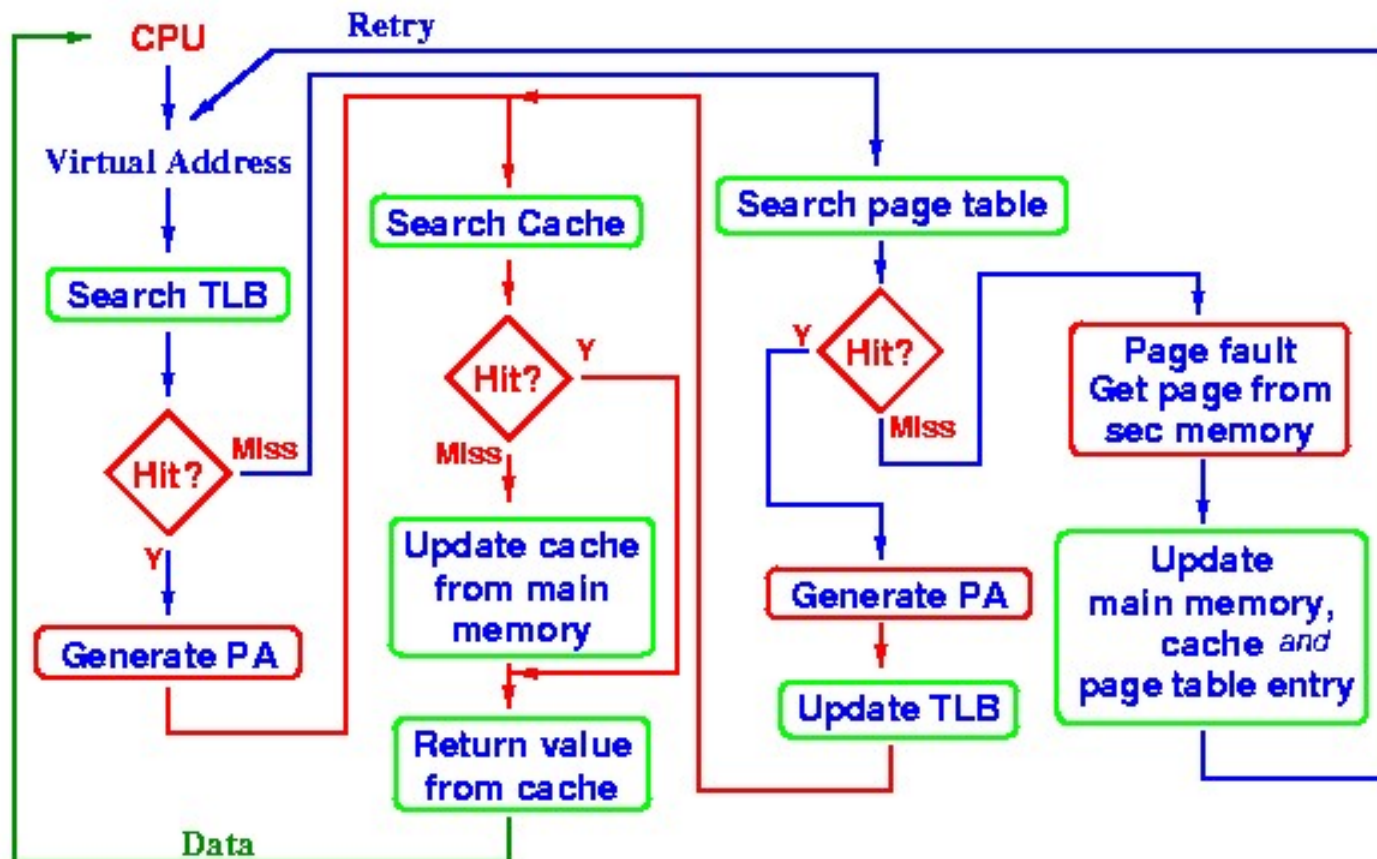 Retry
CPU
Virtual Address
Search TLB
Hit?
Miss
Y
Generate PA
Search Cache
Hit?
Y
Miss
Update cache
from main
memory
Return value
from cache
Data
Search page table
Hit?
Y
Miss
Generate PA
Update TLB
Page fault
Get page from
sec memory
Update
main memory,
cache and
page table entry